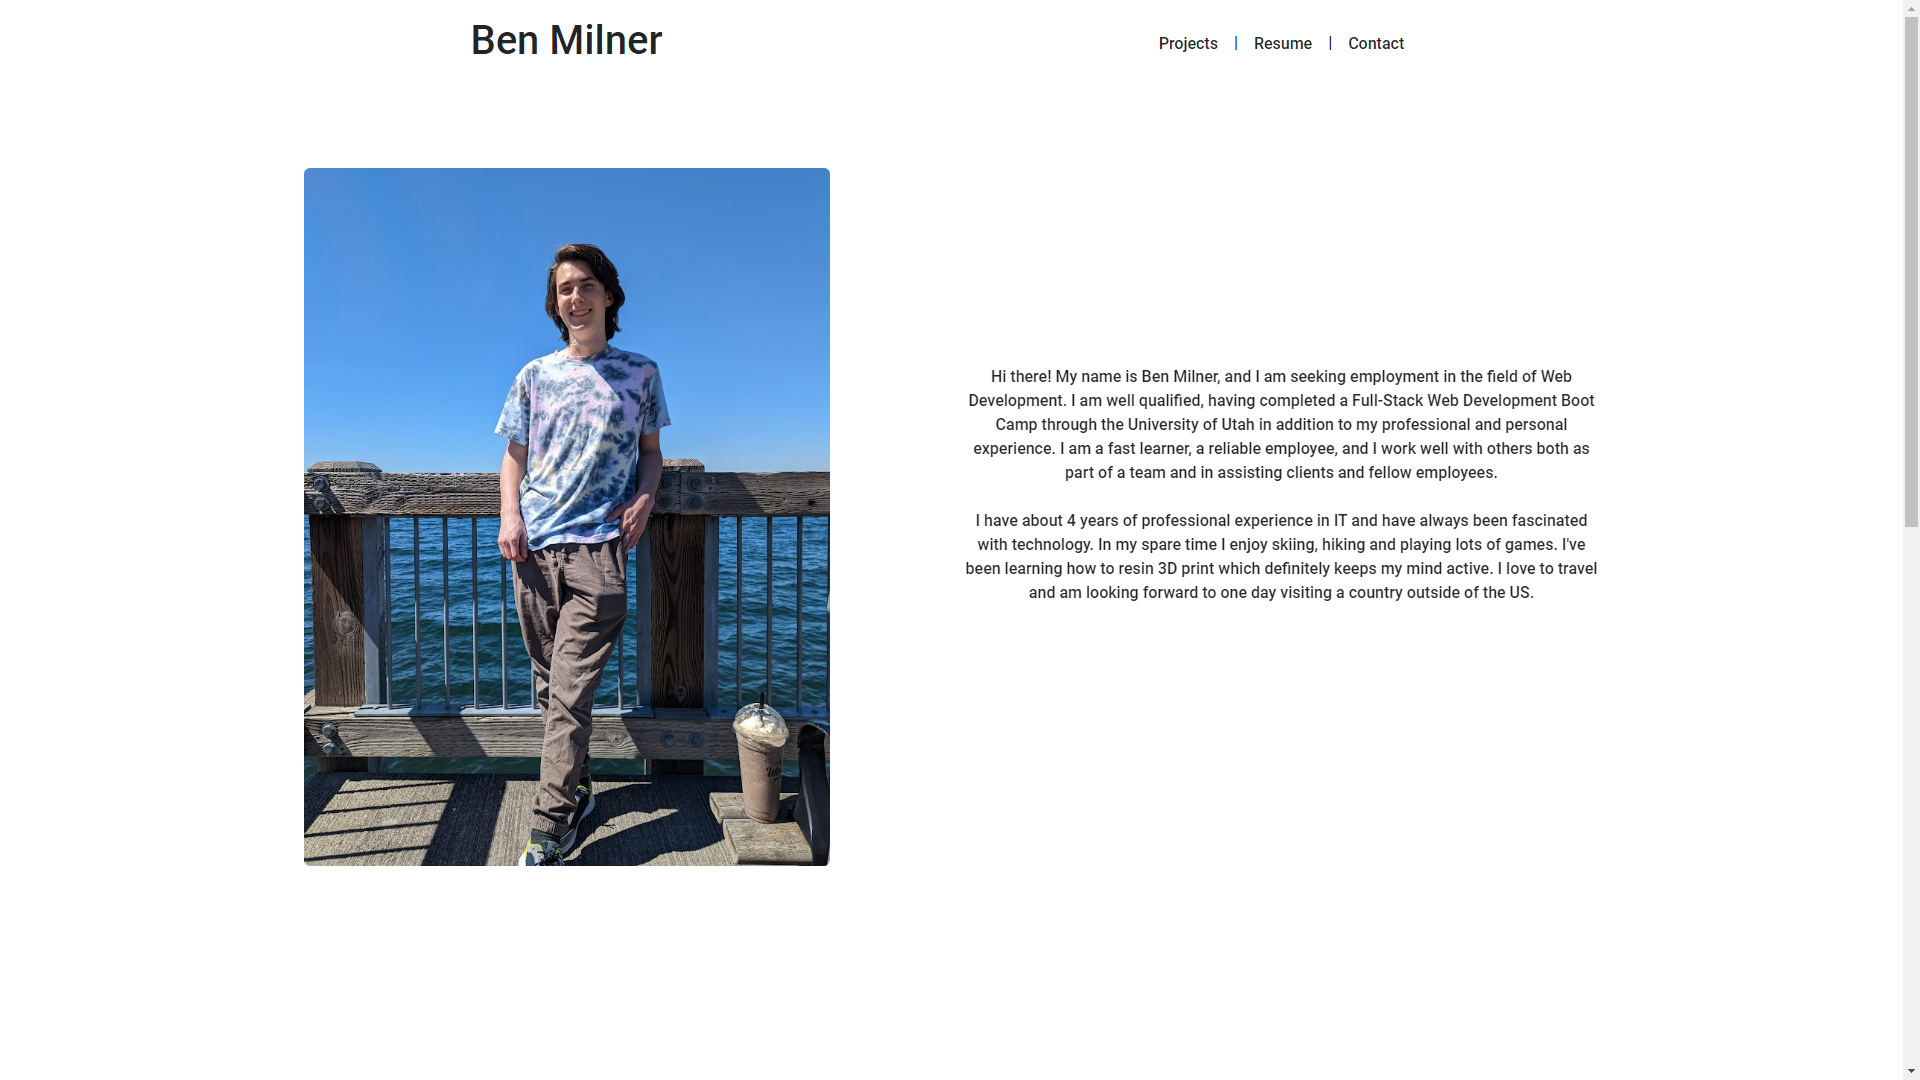 Ben Milner
Projects | Resume | Contact
Hi there! My name is Ben Milner, and I am seeking employment in the field of Web
Development. I am well qualified, having completed a Full-Stack Web Development Boot
Camp through the University of Utah in addition to my professional and personal
experience. I am a fast learner, a reliable employee, and I work well with others both as
part of a team and in assisting clients and fellow employees.
I have about 4 years of professional experience in IT and have always been fascinated
with technology. In my spare time I enjoy skiing, hiking and playing lots of games. I've
been learning how to resin 3D print which definitely keeps my mind active. I love to travel
and am looking forward to one day visiting a country outside of the US.